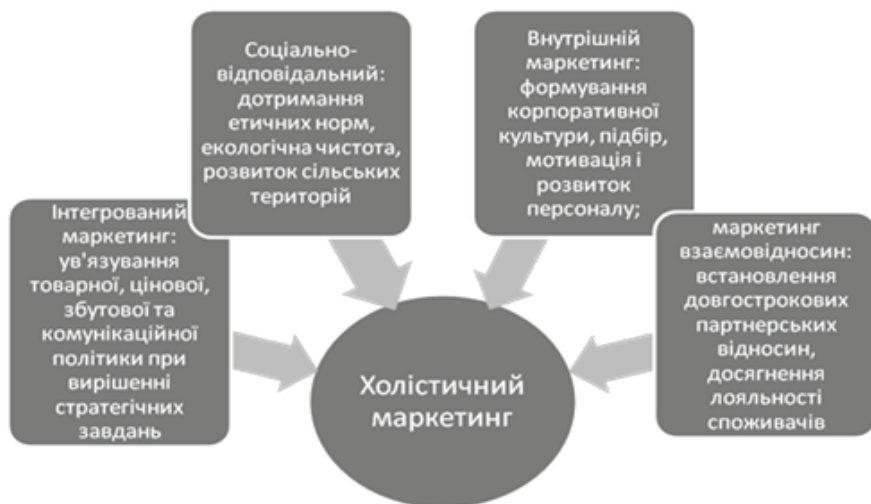 Соціально-
відповідальний:
дотримання
етичних норм,
екологічна чистота,
розвиток сільських
територій
Внутрішній
маркетинг:
формування
корпоративної
культури, підбір,
мотивація і
розвиток
персоналу;
Інтегрований
маркетинг:
ув'язування
товарної, цінової,
збутової та
комунікаційної
політики при
вирішенні
стратегічних
завдань
маркетинг
взаємовідносин:
встановлення
довгострокових
партнерських
відносин,
досягнення
лояльності
споживачів
Холістичний
маркетинг